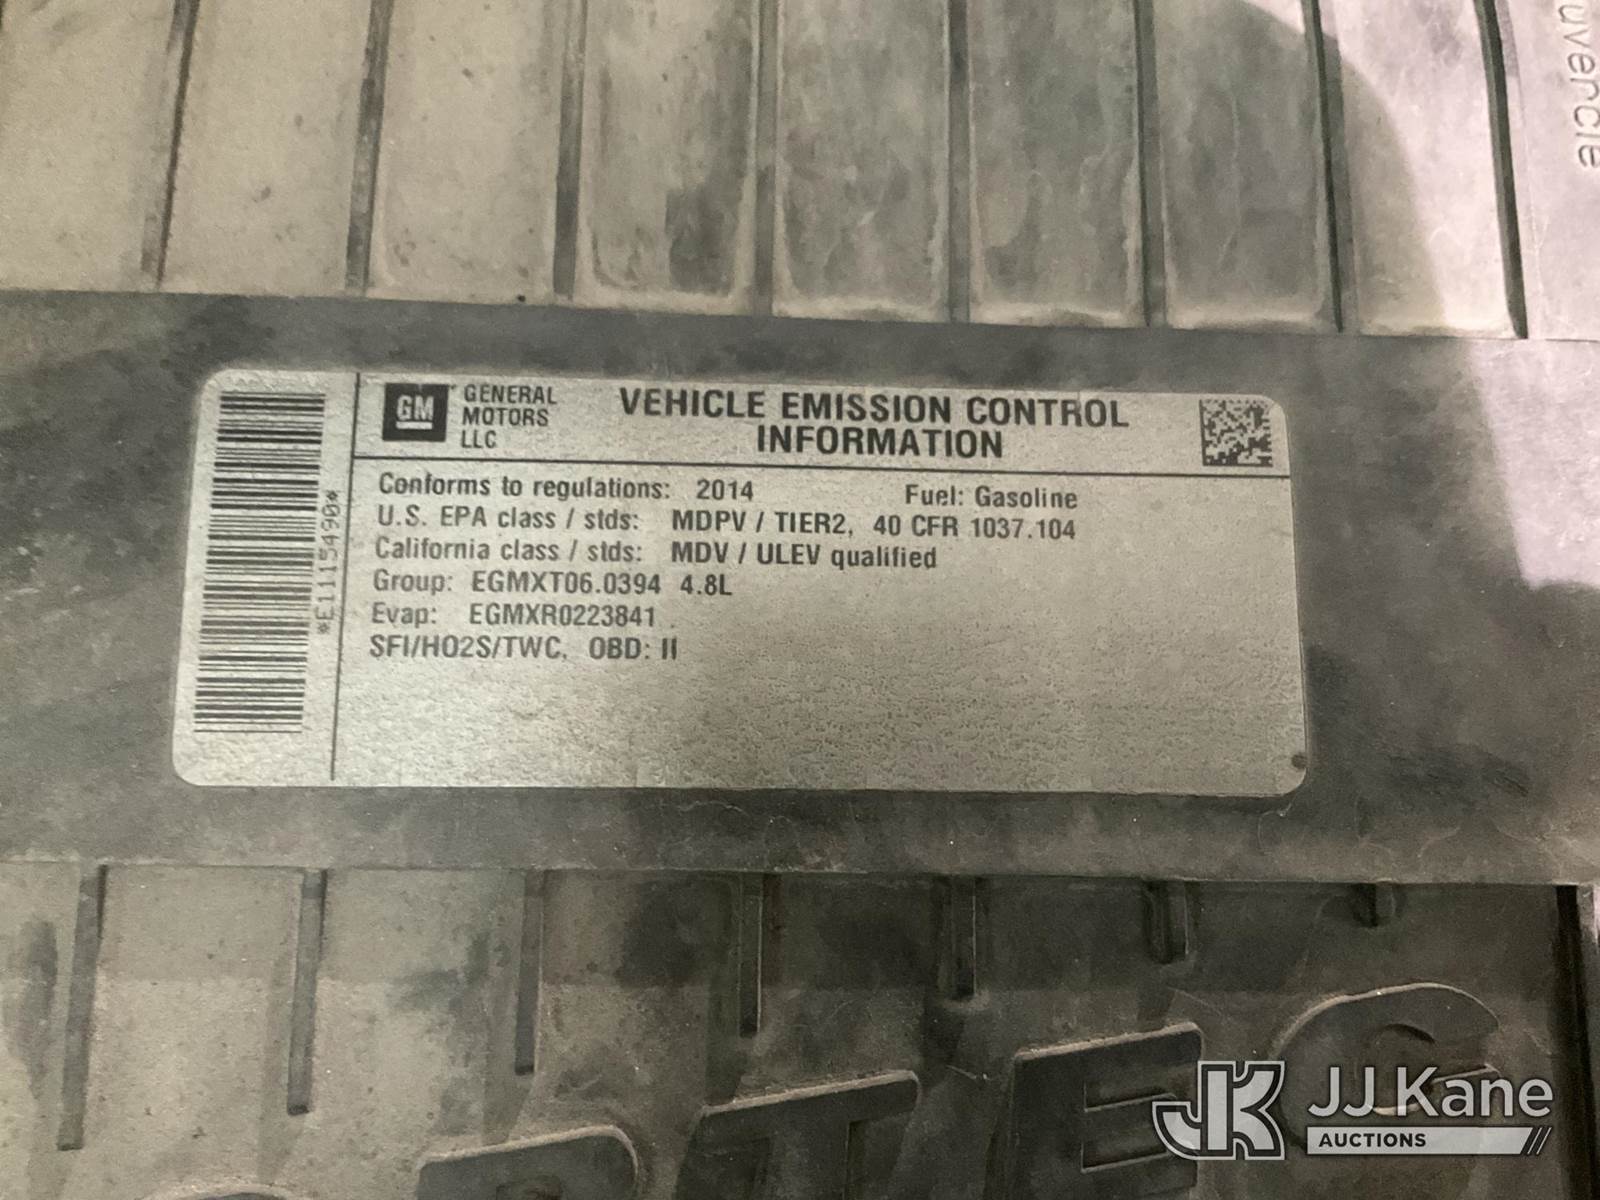 uvercle
GM
GENERAL
MOTORS
LLC
VEHICLE EMISSION CONTROL
INFORMATION
Conforms to regulations: 2014 Fuel: Gasoline
U.S. EPA class / stds: MDPV / TIER2, 40 CFR 1037.104
California class / stds: MDV / ULEV qualified
Group: EGMXT06.0394 4.8L
Evap: EGMXR0223841
SFI/HO2S/TWC, OBD: II
*E1115490*
JK
JJ Kane
AUCTIONS